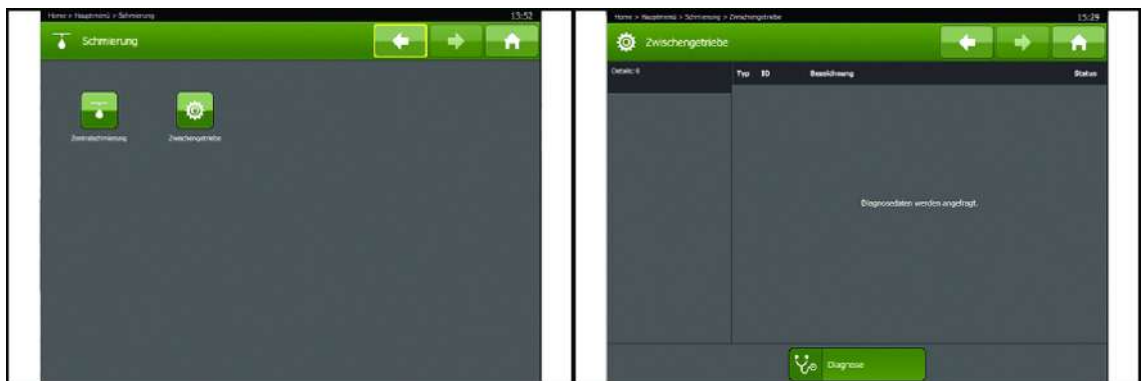 Home > Hauptmenü > Schmierung 13:52
Schmierung
Zentralschmierung Zwischengetriebe
Home > Hauptmenü > Schmierung > Zwischengetriebe 15:29
Zwischengetriebe
Details: 0
Typ ID Bezeichnung Status
Diagnosedaten werden angefragt.
Diagnose